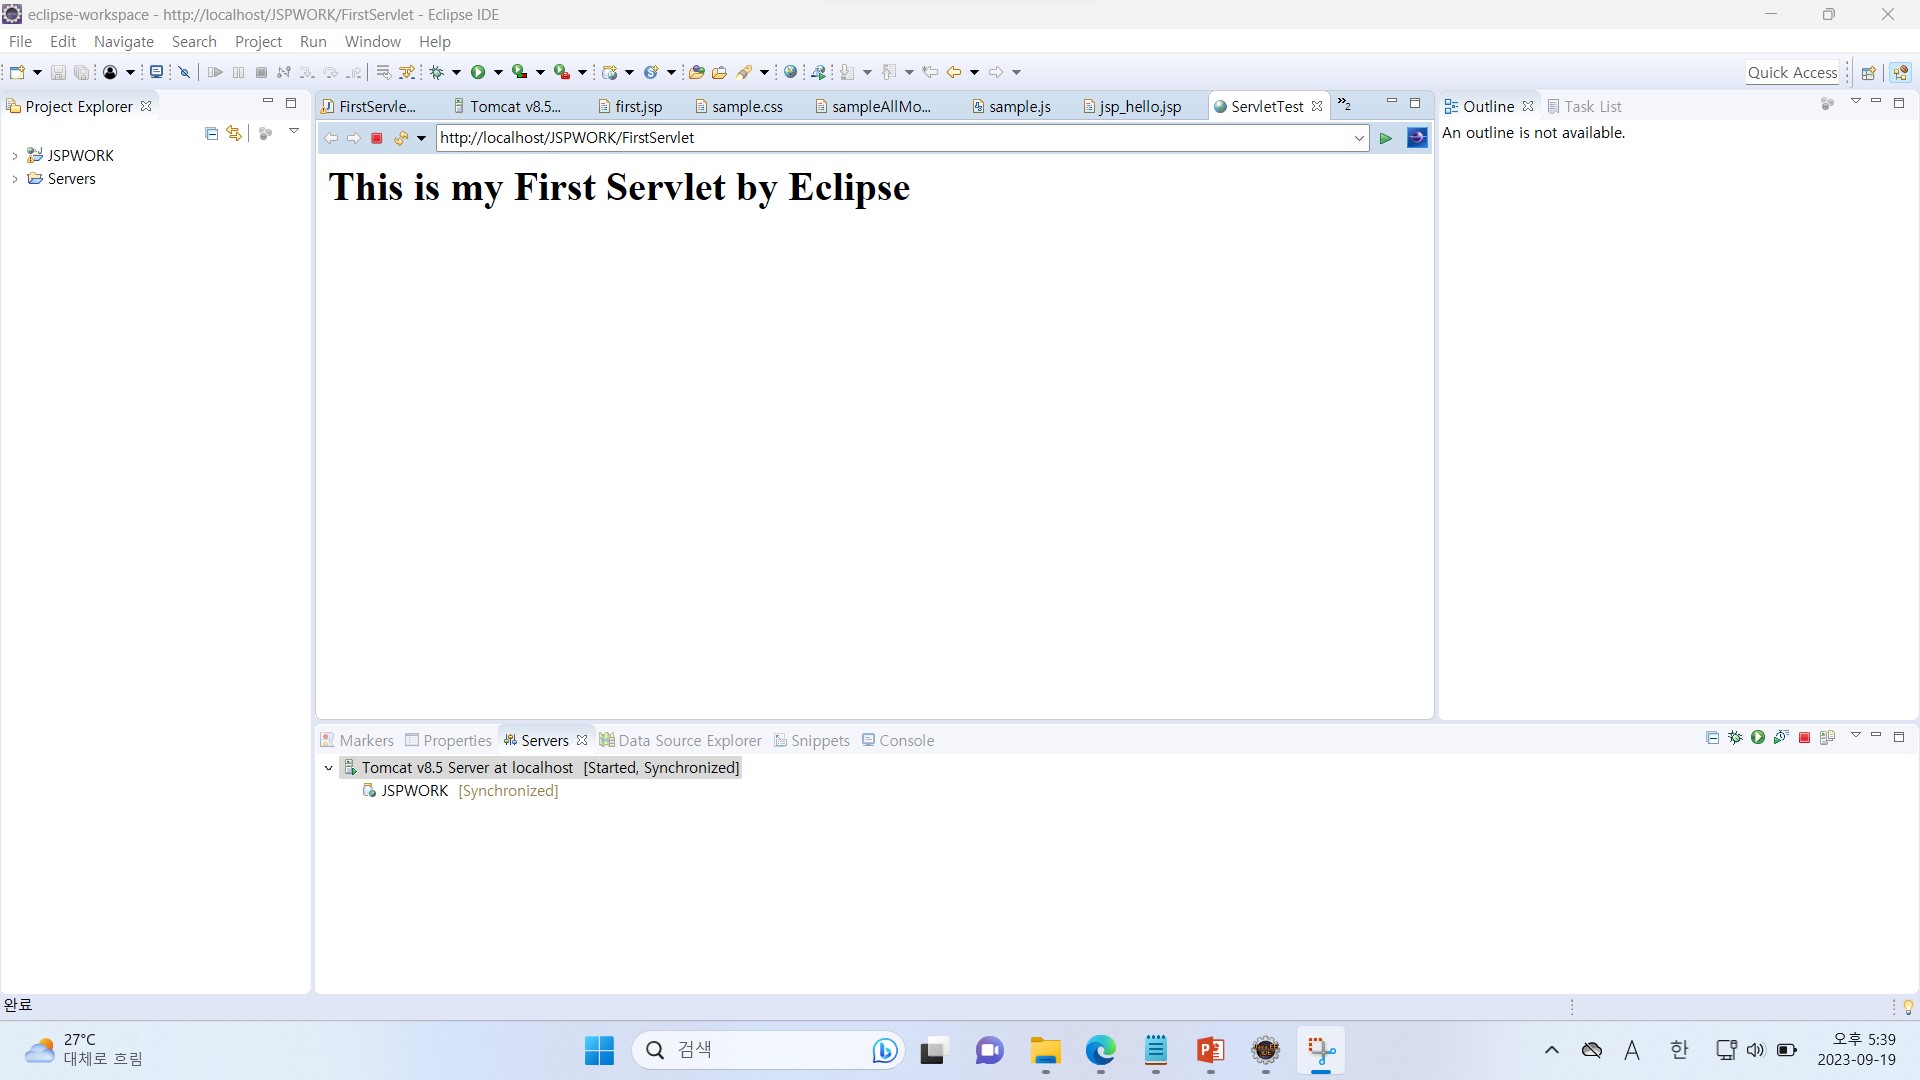 eclipse-workspace - http://localhost/JSPWORK/FirstServlet - Eclipse IDE
File Edit Navigate Search Project Run Window Help
Quick Access
Project Explorer
FirstServle... Tomcat v8.5... first.jsp sample.css sampleAllMo... sample.js jsp_hello.jsp ServletTest »2
Outline Task List
http://localhost/JSPWORK/FirstServlet
An outline is not available.
JSPWORK
Servers
This is my First Servlet by Eclipse
Markers Properties Servers Data Source Explorer Snippets Console
Tomcat v8.5 Server at localhost [Started, Synchronized]
JSPWORK [Synchronized]
완료
27°C
대체로 흐림
검색
A 한
오후 5:39
2023-09-19